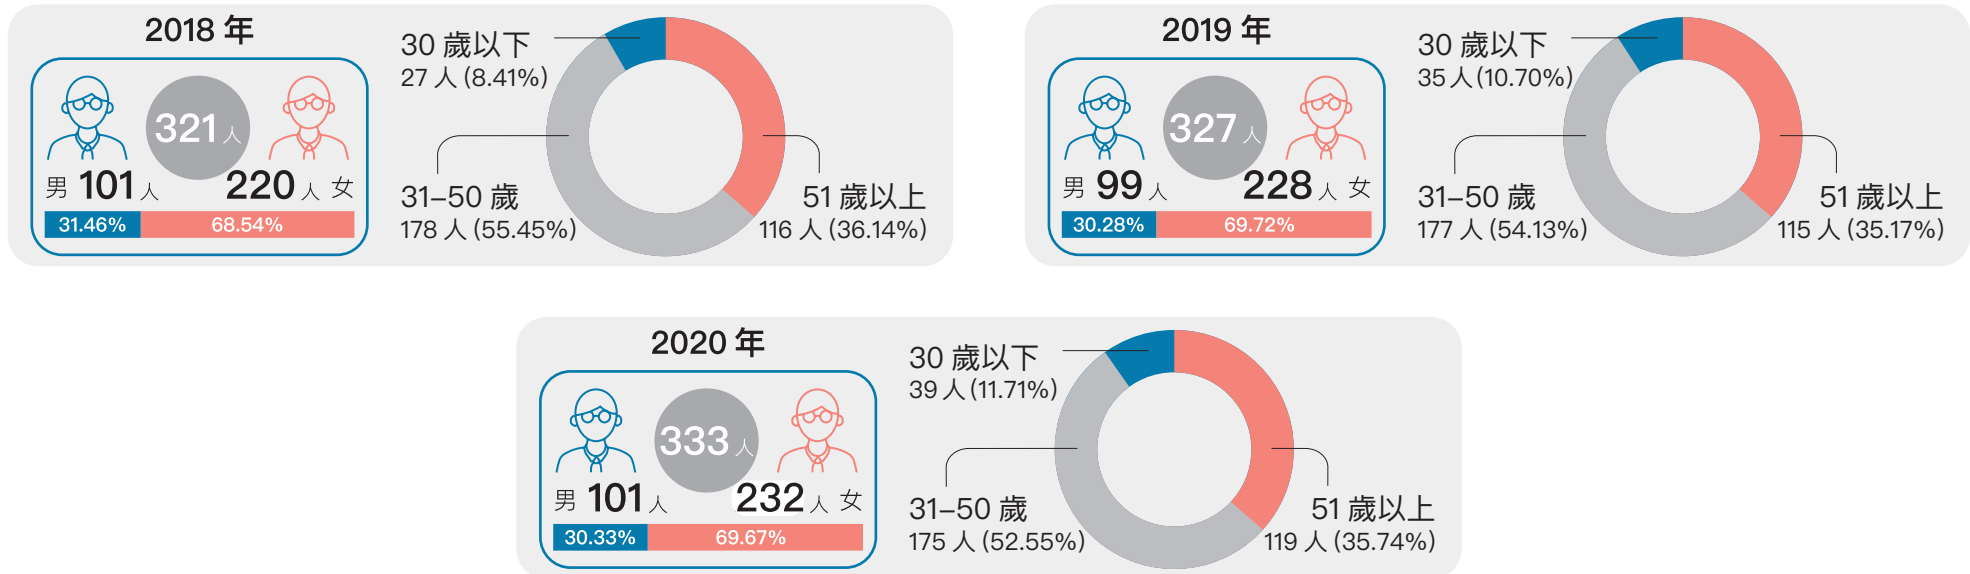 2018 年
321 人
男 101 人
220 人 女
31.46% 68.54%
30 歲以下
27 人 (8.41%)
31–50 歲
178 人 (55.45%)
51 歲以上
116 人 (36.14%)
2019 年
327 人
男 99 人
228 人 女
30.28% 69.72%
30 歲以下
35 人 (10.70%)
31–50 歲
177 人 (54.13%)
51 歲以上
115 人 (35.17%)
2020 年
333 人
男 101 人
232 人 女
30.33% 69.67%
30 歲以下
39 人 (11.71%)
31–50 歲
175 人 (52.55%)
51 歲以上
119 人 (35.74%)